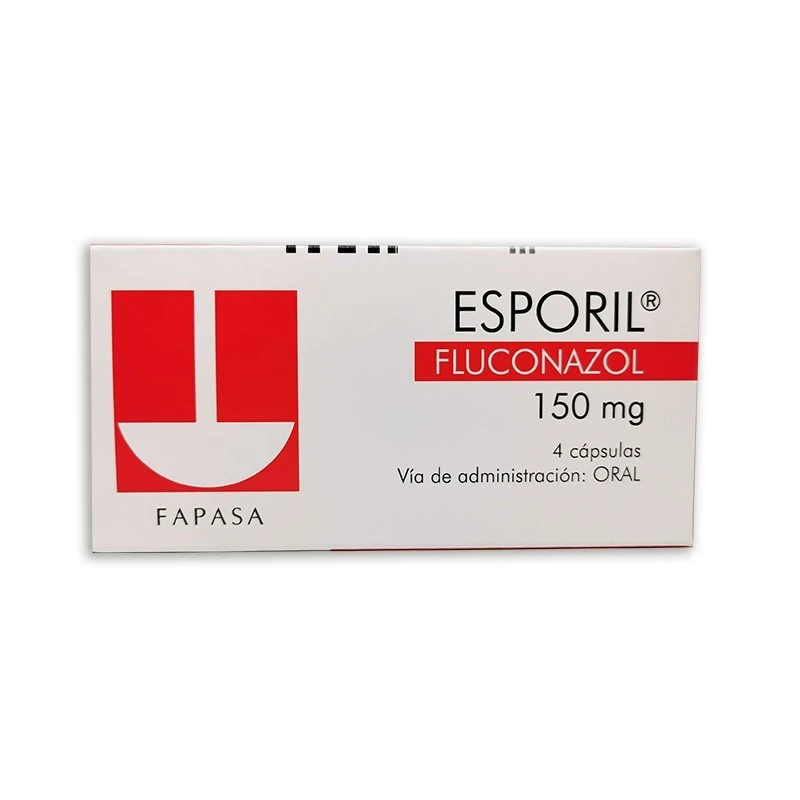 ESPORIL®
FLUCONAZOL
150 mg
4 cápsulas
Vía de administración: ORAL
FAPASA